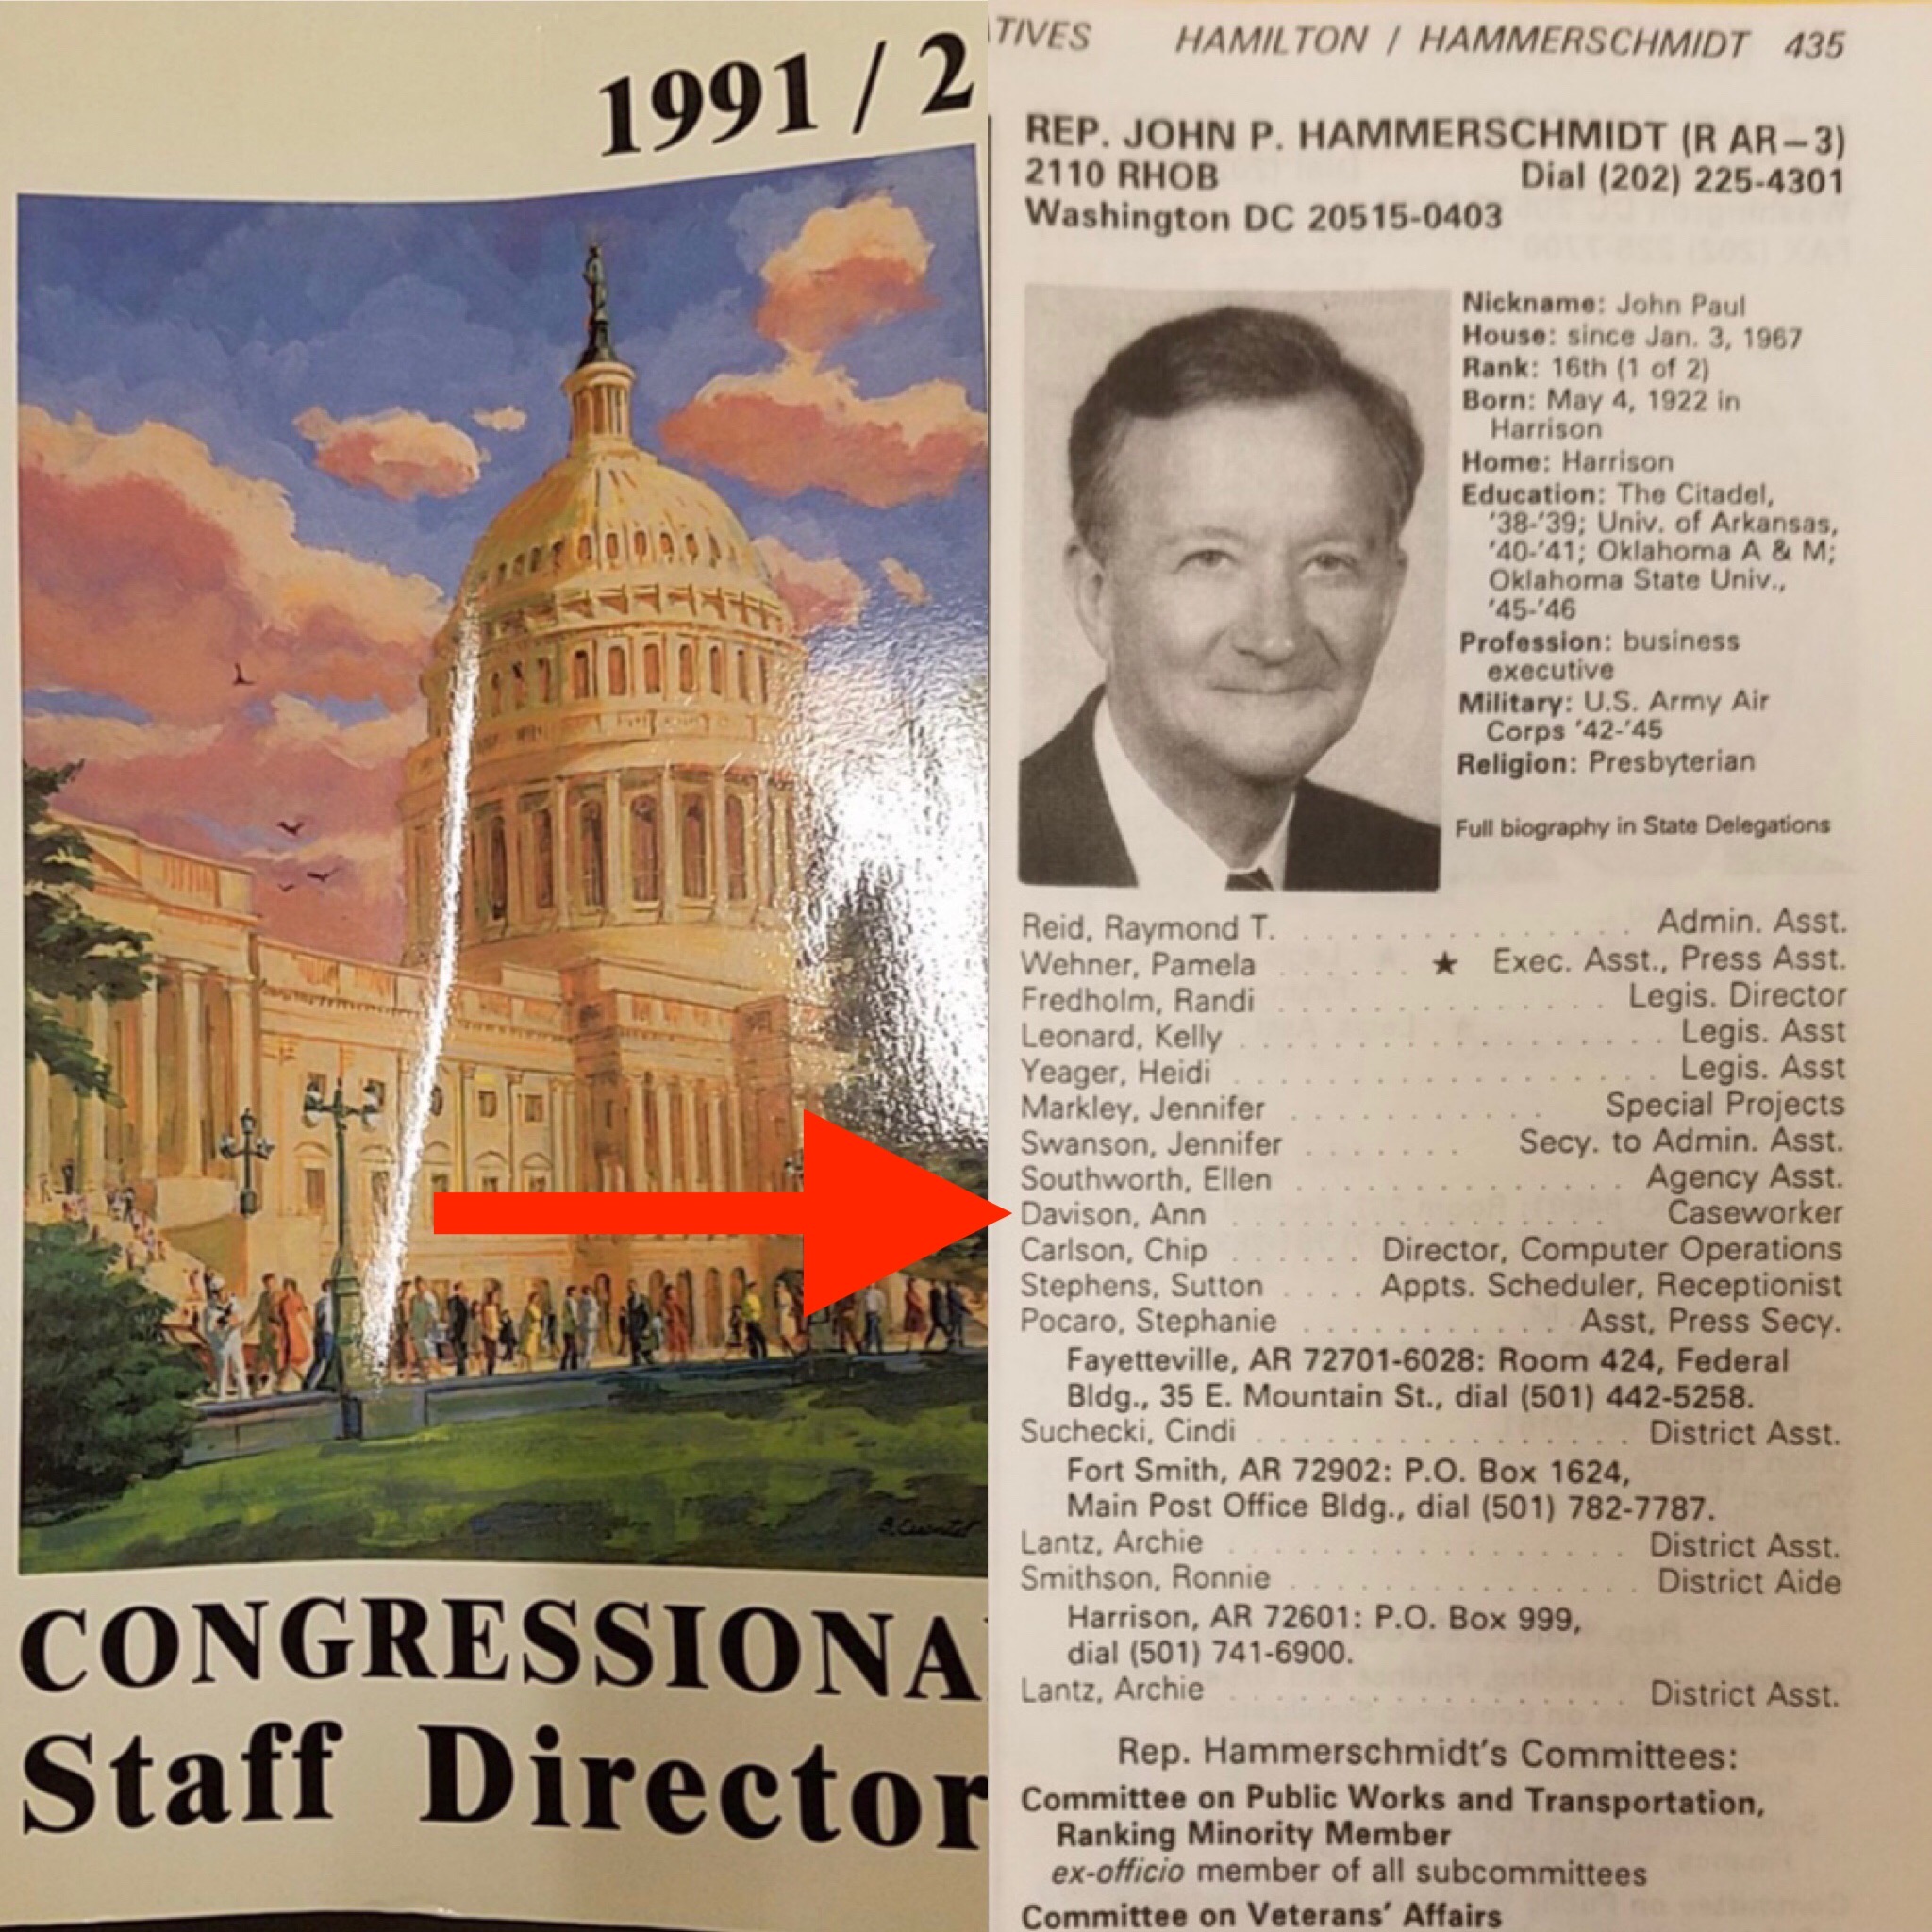 1991 / 2
CONGRESSIONA
Staff Director
TIVES HAMILTON / HAMMERSCHMIDT 435
REP. JOHN P. HAMMERSCHMIDT (R AR–3)
2110 RHOB Dial (202) 225-4301
Washington DC 20515-0403
Nickname: John Paul
House: since Jan. 3, 1967
Rank: 16th (1 of 2)
Born: May 4, 1922 in
Harrison
Home: Harrison
Education: The Citadel,
'38-'39; Univ. of Arkansas,
'40-'41; Oklahoma A & M;
Oklahoma State Univ.,
'45-'46
Profession: business
executive
Military: U.S. Army Air
Corps '42-'45
Religion: Presbyterian
Full biography in State Delegations
Reid, Raymond T. . . . . . . . . . . . . . . Admin. Asst.
Wehner, Pamela . . . . . . . ★ Exec. Asst., Press Asst.
Fredholm, Randi . . . . . . . . . . . . . . . Legis. Director
Leonard, Kelly . . . . . . . . . . . . . . . . . . Legis. Asst
Yeager, Heidi . . . . . . . . . . . . . . . . . . Legis. Asst
Markley, Jennifer . . . . . . . . . . . . Special Projects
Swanson, Jennifer . . . . . . . Secy. to Admin. Asst.
Southworth, Ellen . . . . . . . . . . . . . . Agency Asst.
Davison, Ann . . . . . . . . . . . . . . . . Caseworker
Carlson, Chip . . . . . . Director, Computer Operations
Stephens, Sutton . . . . Appts. Scheduler, Receptionist
Pocaro, Stephanie . . . . . . . . . . . Asst, Press Secy.
Fayetteville, AR 72701-6028: Room 424, Federal
Bldg., 35 E. Mountain St., dial (501) 442-5258.
Suchecki, Cindi . . . . . . . . . . . . . . . . District Asst.
Fort Smith, AR 72902: P.O. Box 1624,
Main Post Office Bldg., dial (501) 782-7787.
Lantz, Archie . . . . . . . . . . . . . . . . . District Asst.
Smithson, Ronnie . . . . . . . . . . . . . . District Aide
Harrison, AR 72601: P.O. Box 999,
dial (501) 741-6900.
Lantz, Archie . . . . . . . . . . . . . . . . . District Asst.
Rep. Hammerschmidt's Committees:
Committee on Public Works and Transportation,
Ranking Minority Member
ex-officio member of all subcommittees
Committee on Veterans' Affairs